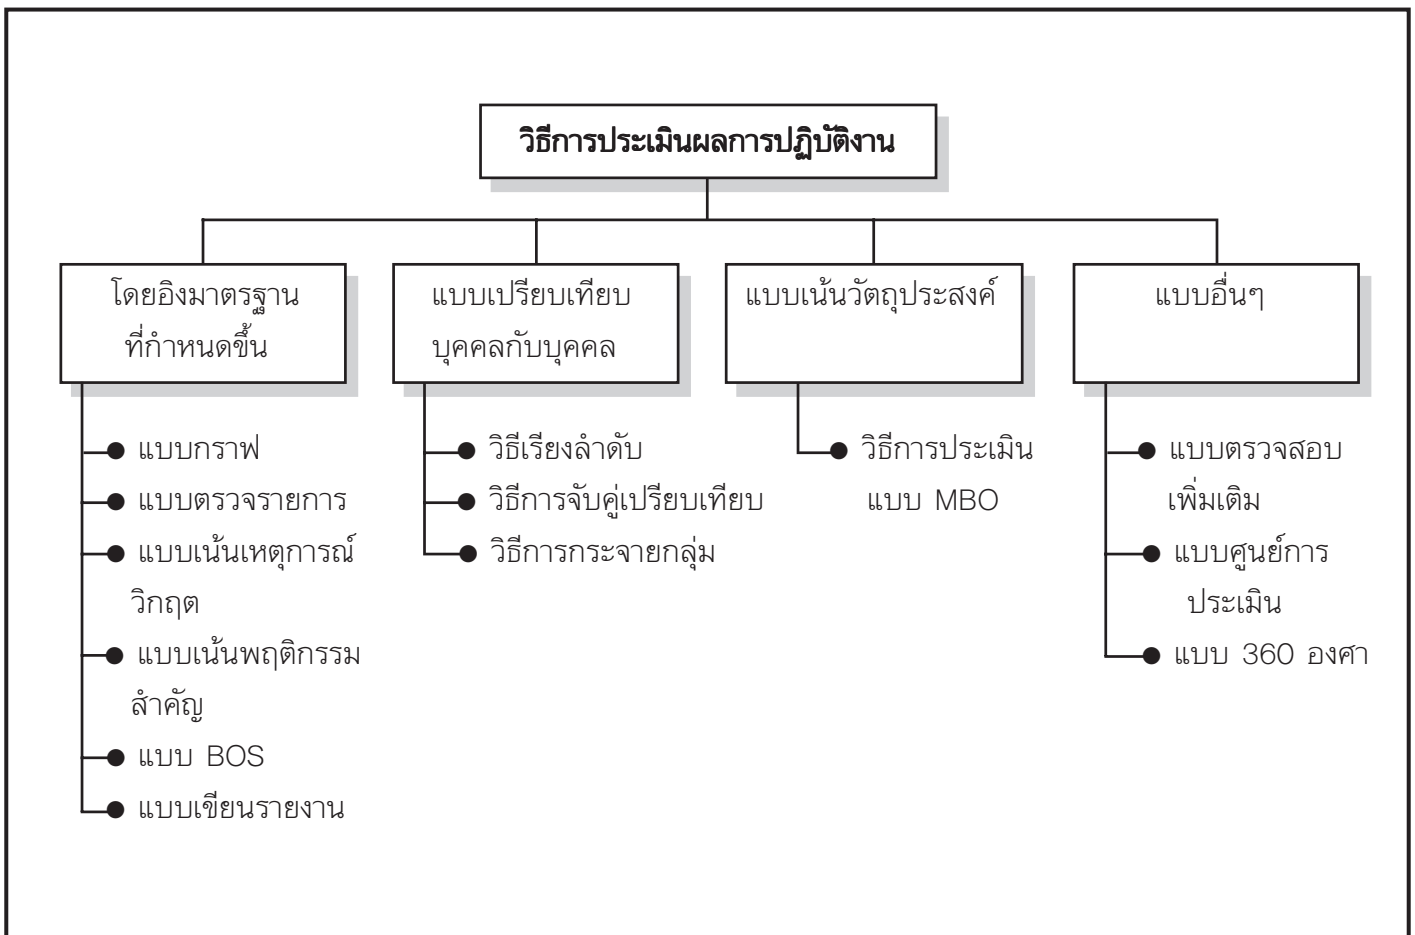 วิธีการประเมินผลการปฏิบัติงาน
โดยอิงมาตรฐาน
ที่กำหนดขึ้น
● แบบกราฟ
● แบบตรวจรายการ
● แบบเน้นเหตุการณ์
วิกฤต
● แบบเน้นพฤติกรรม
สำคัญ
● แบบ BOS
● แบบเขียนรายงาน
แบบเปรียบเทียบ
บุคคลกับบุคคล
● วิธีเรียงลำดับ
● วิธีการจับคู่เปรียบเทียบ
● วิธีการกระจายกลุ่ม
แบบเน้นวัตถุประสงค์
● วิธีการประเมิน
แบบ MBO
แบบอื่นๆ
● แบบตรวจสอบ
เพิ่มเติม
● แบบศูนย์การ
ประเมิน
● แบบ 360 องศา